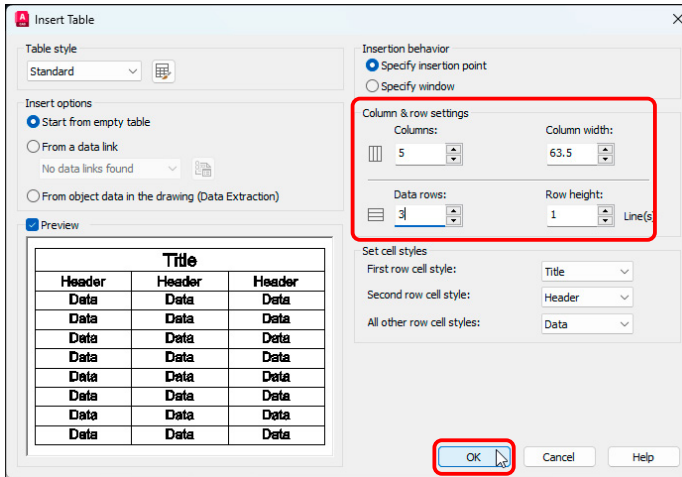 Insert Table
Table style
Standard
Insert options
Start from empty table
From a data link
No data links found
From object data in the drawing (Data Extraction)
Preview
Title
Header Header Header
Data Data Data
Data Data Data
Data Data Data
Data Data Data
Data Data Data
Data Data Data
Data Data Data
Data Data Data
Insertion behavior
Specify insertion point
Specify window
Column & row settings
Columns: Column width:
5 63.5
Data rows: Row height:
3 1 Line(s)
Set cell styles
First row cell style: Title
Second row cell style: Header
All other row cell styles: Data
OK Cancel Help